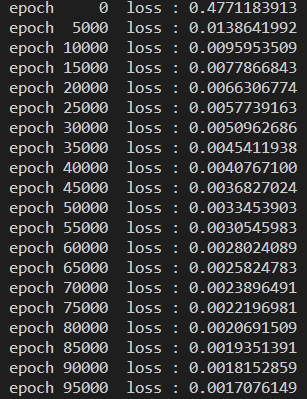 epoch     0  loss : 0.4771183913
epoch  5000  loss : 0.0138641992
epoch 10000  loss : 0.0095953509
epoch 15000  loss : 0.0077866843
epoch 20000  loss : 0.0066306774
epoch 25000  loss : 0.0057739163
epoch 30000  loss : 0.0050962686
epoch 35000  loss : 0.0045411938
epoch 40000  loss : 0.0040767100
epoch 45000  loss : 0.0036827024
epoch 50000  loss : 0.0033453903
epoch 55000  loss : 0.0030545983
epoch 60000  loss : 0.0028024089
epoch 65000  loss : 0.0025824783
epoch 70000  loss : 0.0023896491
epoch 75000  loss : 0.0022196981
epoch 80000  loss : 0.0020691509
epoch 85000  loss : 0.0019351391
epoch 90000  loss : 0.0018152859
epoch 95000  loss : 0.0017076149